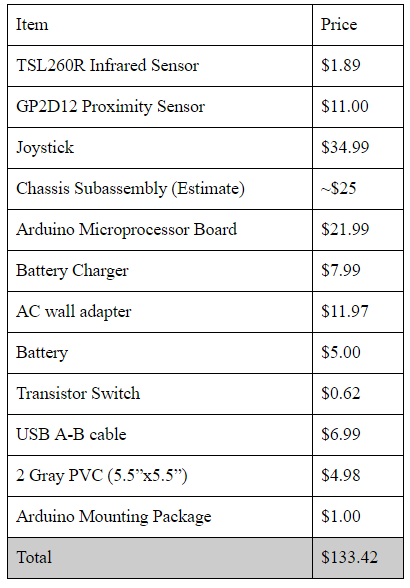 Item Price
TSL260R Infrared Sensor $1.89
GP2D12 Proximity Sensor $11.00
Joystick $34.99
Chassis Subassembly (Estimate) ~$25
Arduino Microprocessor Board $21.99
Battery Charger $7.99
AC wall adapter $11.97
Battery $5.00
Transistor Switch $0.62
USB A-B cable $6.99
2 Gray PVC (5.5”x5.5”) $4.98
Arduino Mounting Package $1.00
Total $133.42